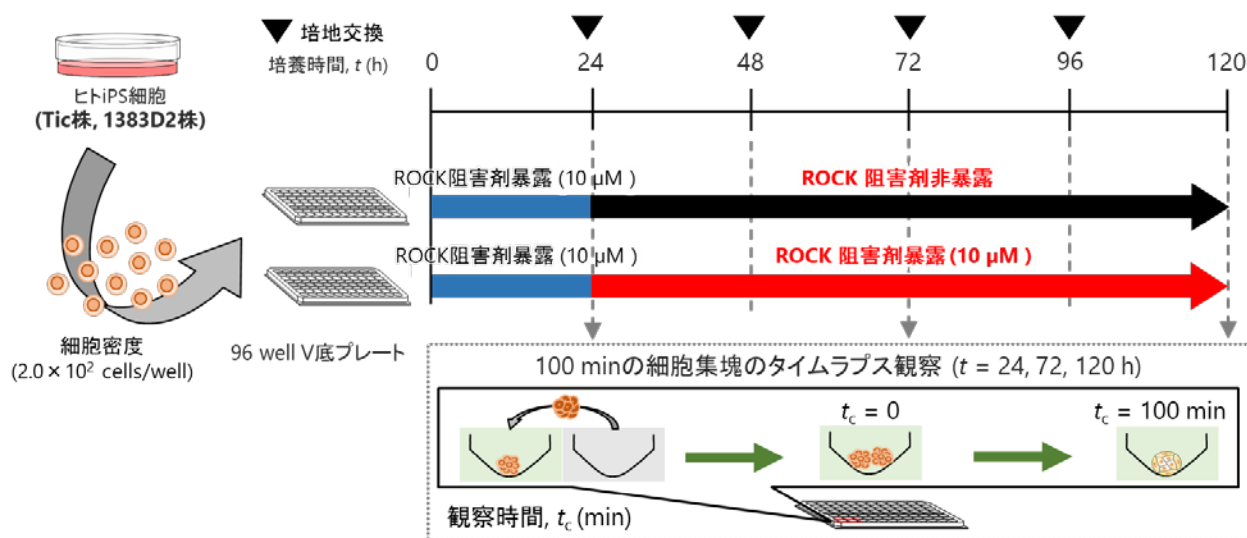 培地交換
培養時間, t (h)
0 24 48 72 96 120
ヒトiPS細胞
(Tic株, 1383D2株)
ROCK阻害剤暴露 (10 µM )
ROCK 阻害剤非暴露
ROCK阻害剤暴露 (10 µM )
ROCK 阻害剤暴露 (10 µM )
細胞密度
(2.0×10² cells/well)
96 well V底プレート
100 minの細胞集塊のタイムラプス観察 (t = 24, 72, 120 h)
tc = 0
tc = 100 min
観察時間, tc (min)